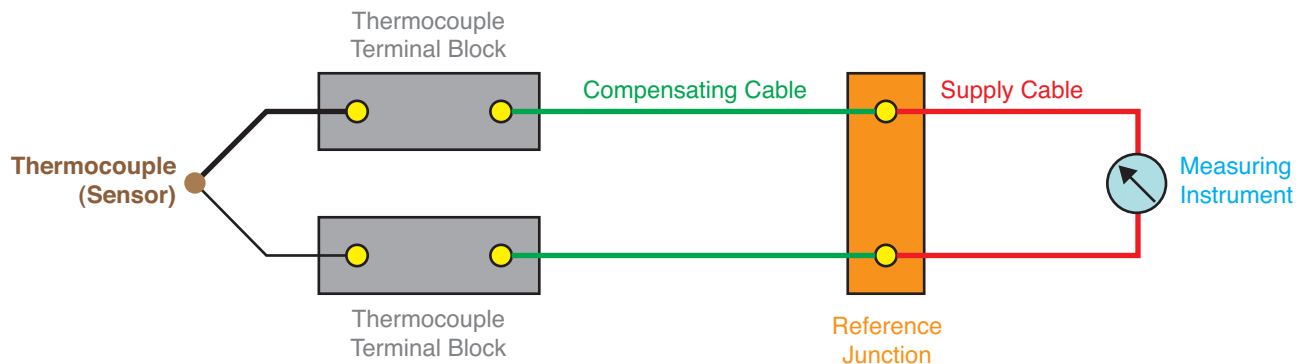 Thermocouple
Terminal Block
Compensating Cable
Supply Cable
Thermocouple
(Sensor)
Measuring
Instrument
Thermocouple
Terminal Block
Reference
Junction